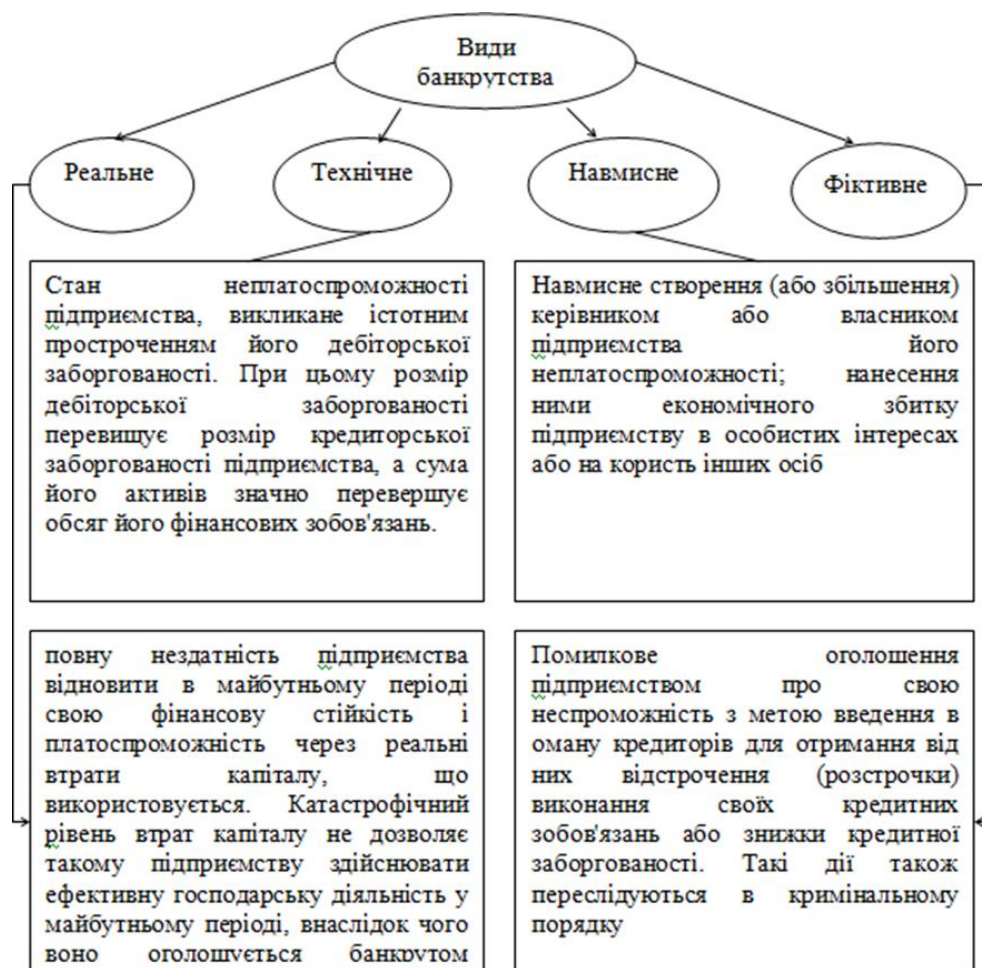 Види
банкрутства
Реальне
Технічне
Навмисне
Фіктивне
Стан неплатоспроможності
підприємства, викликане істотним
простроченням його дебіторської
заборгованості. При цьому розмір
дебіторської заборгованості
перевищує розмір кредиторської
заборгованості підприємства, а сума
його активів значно перевершує
обсяг його фінансових зобов'язань.
Навмисне створення (або збільшення)
керівником або власником
підприємства його
неплатоспроможності; нанесення
ними економічного збитку
підприємству в особистих інтересах
або на користь інших осіб
повну нездатність підприємства
відновити в майбутньому періоді
свою фінансову стійкість і
платоспроможність через реальні
втрати капіталу, що
використовується. Катастрофічний
рівень втрат капіталу не дозволяє
такому підприємству здійснювати
ефективну господарську діяльність у
майбутньому періоді, внаслідок чого
воно оголошується банкрутом
Помилкове оголошення
підприємством про свою
неспроможність з метою введення в
оману кредиторів для отримання від
них відстрочення (розстрочки)
виконання своїх кредитних
зобов'язань або знижки кредитної
заборгованості. Такі дії також
переслідуються в кримінальному
порядку